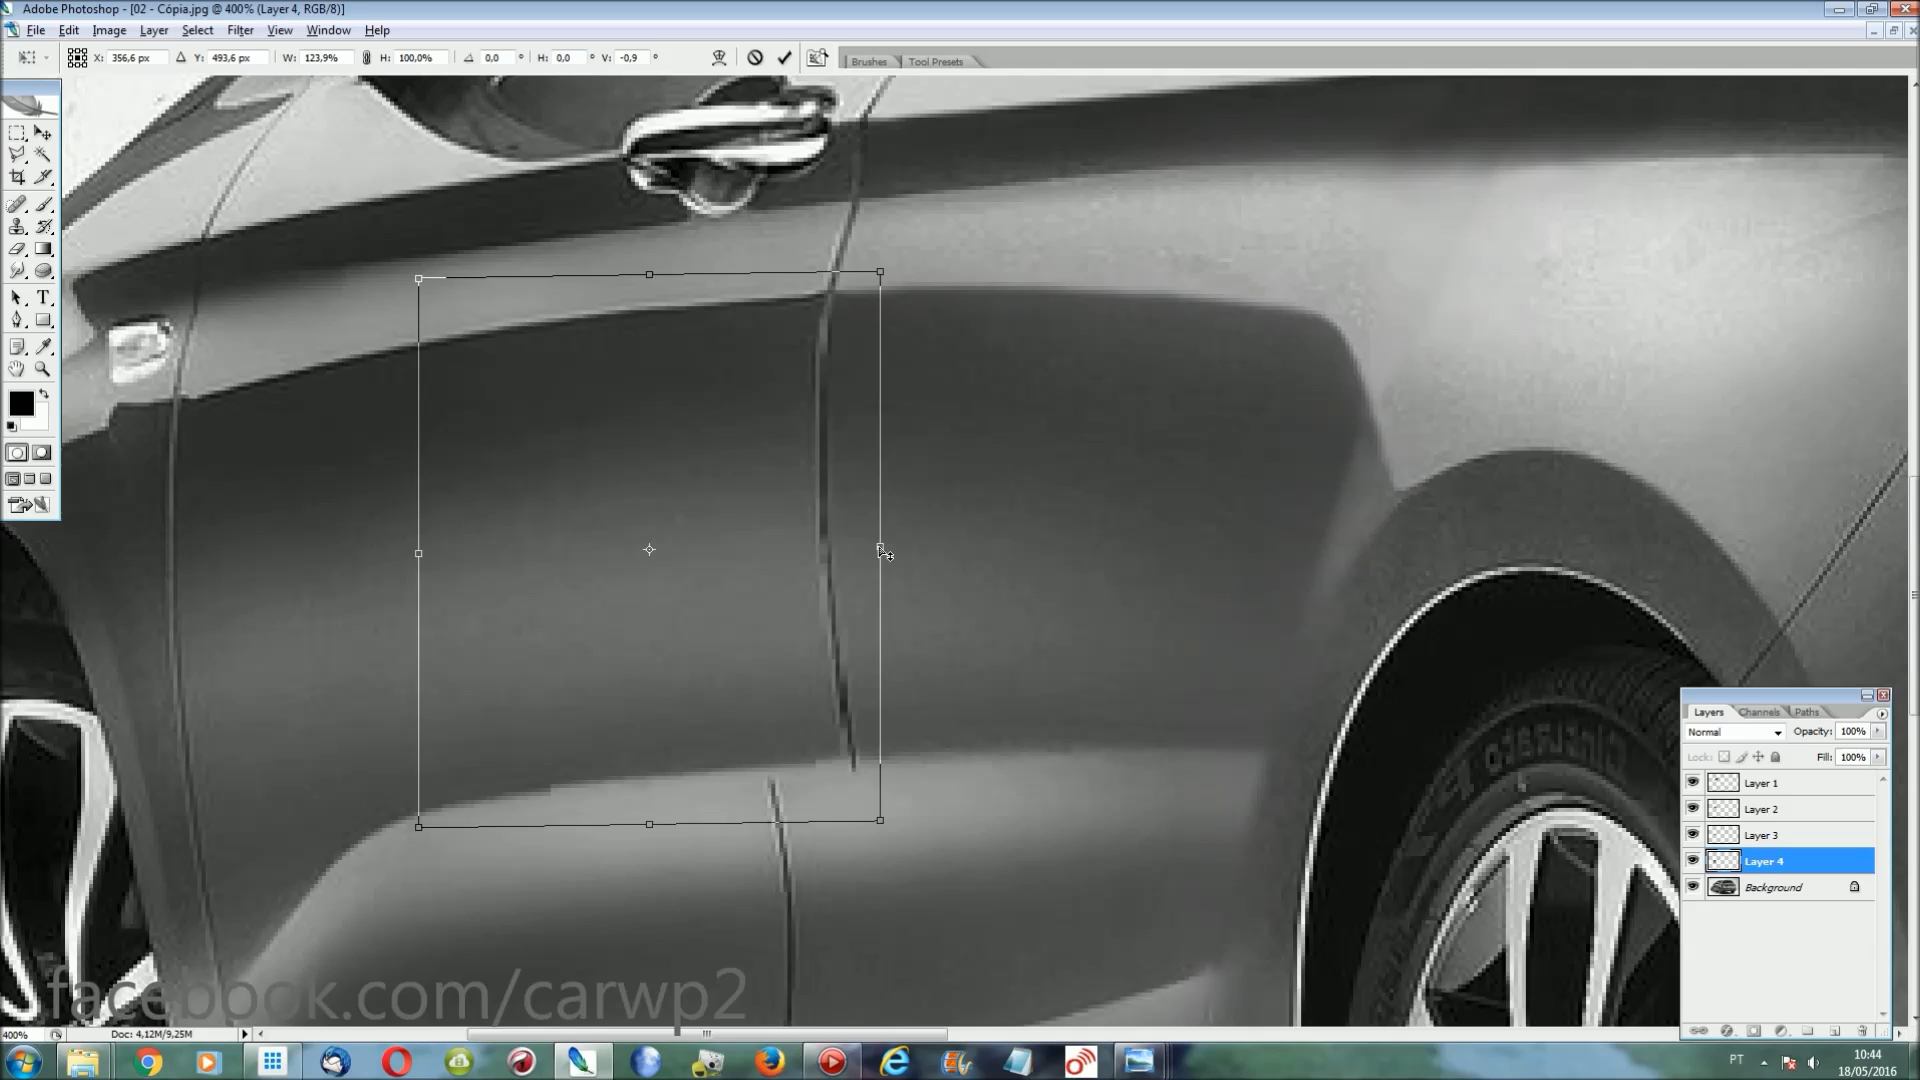 Adobe Photoshop - [02 - Cópia.jpg @ 400% (Layer 4, RGB/8)]
File Edit Image Layer Select Filter View Window Help
X: 356,6 px Y: 493,6 px W: 123,9% H: 100,0% 0,0 ° H: 0,0 ° V: -0,9 °
Brushes Tool Presets
Layers Channels Paths
Normal Opacity: 100%
Lock: Fill: 100%
Layer 1
Layer 2
Layer 3
Layer 4
Background
facebook.com/carwp2
400% Doc: 4,12M/9,25M
PT 10:44
18/05/2016